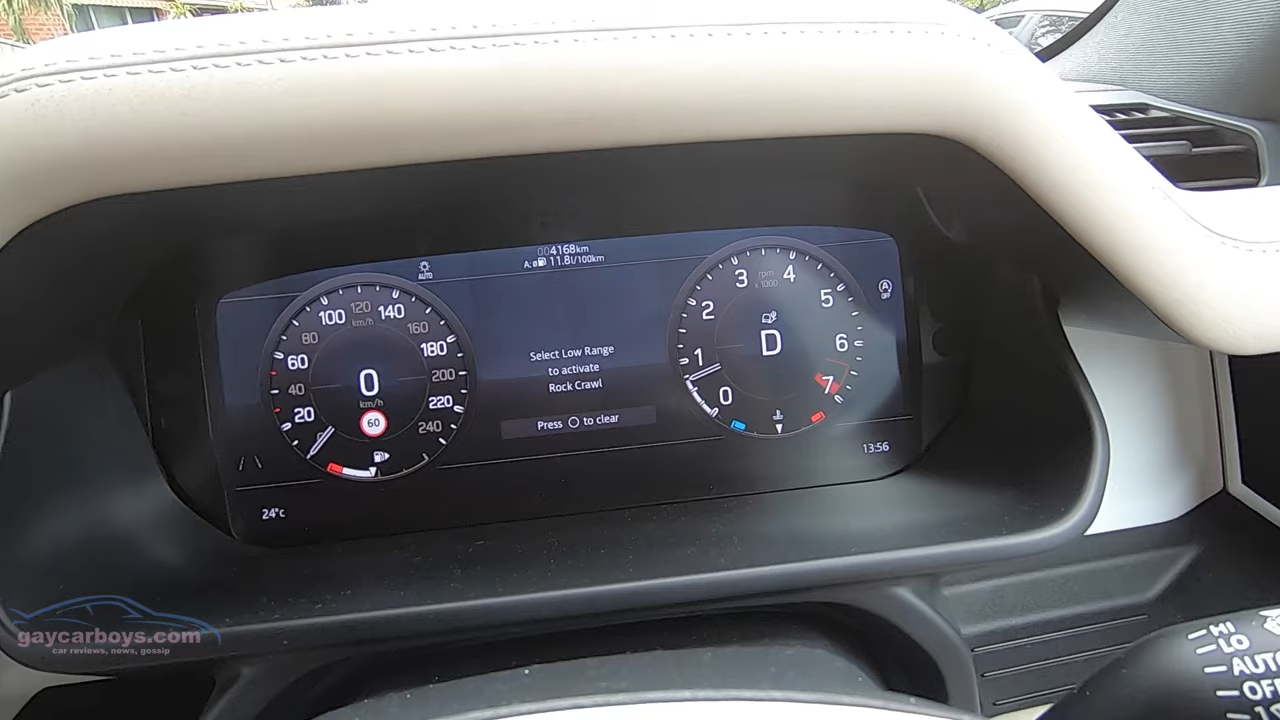 004168km
A:ø 11.8l/100km
AUTO
100 120 140
km/h
80 160
60 180
40 200
20 220
240
0
km/h
60
24°c
Select Low Range
to activate
Rock Crawl
Press O to clear
3 rpm 4
x 1000
2 5
1 6
0 7
D
A
OFF
13:56
gaycarboys.com
car reviews, news, gossip
HI
LO
AUTO
OFF